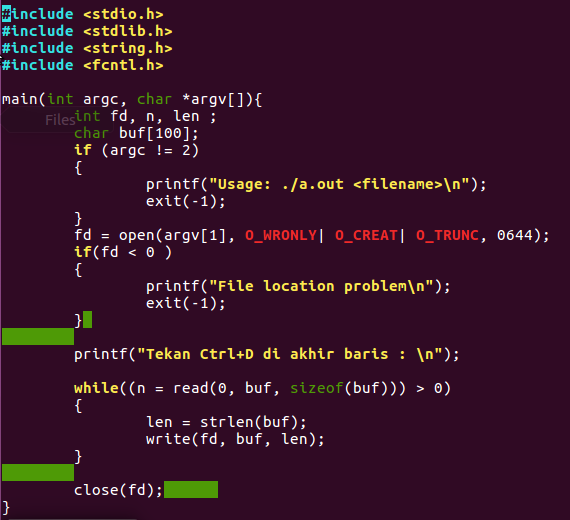 #include <stdio.h>
#include <stdlib.h>
#include <string.h>
#include <fcntl.h>
main(int argc, char *argv[]){
Files
int fd, n, len ;
char buf[100];
if (argc != 2)
{
printf("Usage: ./a.out <filename>\n");
exit(-1);
}
fd = open(argv[1], O_WRONLY| O_CREAT| O_TRUNC, 0644);
if(fd < 0 )
{
printf("File location problem\n");
exit(-1);
}
printf("Tekan Ctrl+D di akhir baris : \n");
while((n = read(0, buf, sizeof(buf))) > 0)
{
len = strlen(buf);
write(fd, buf, len);
}
close(fd);
}